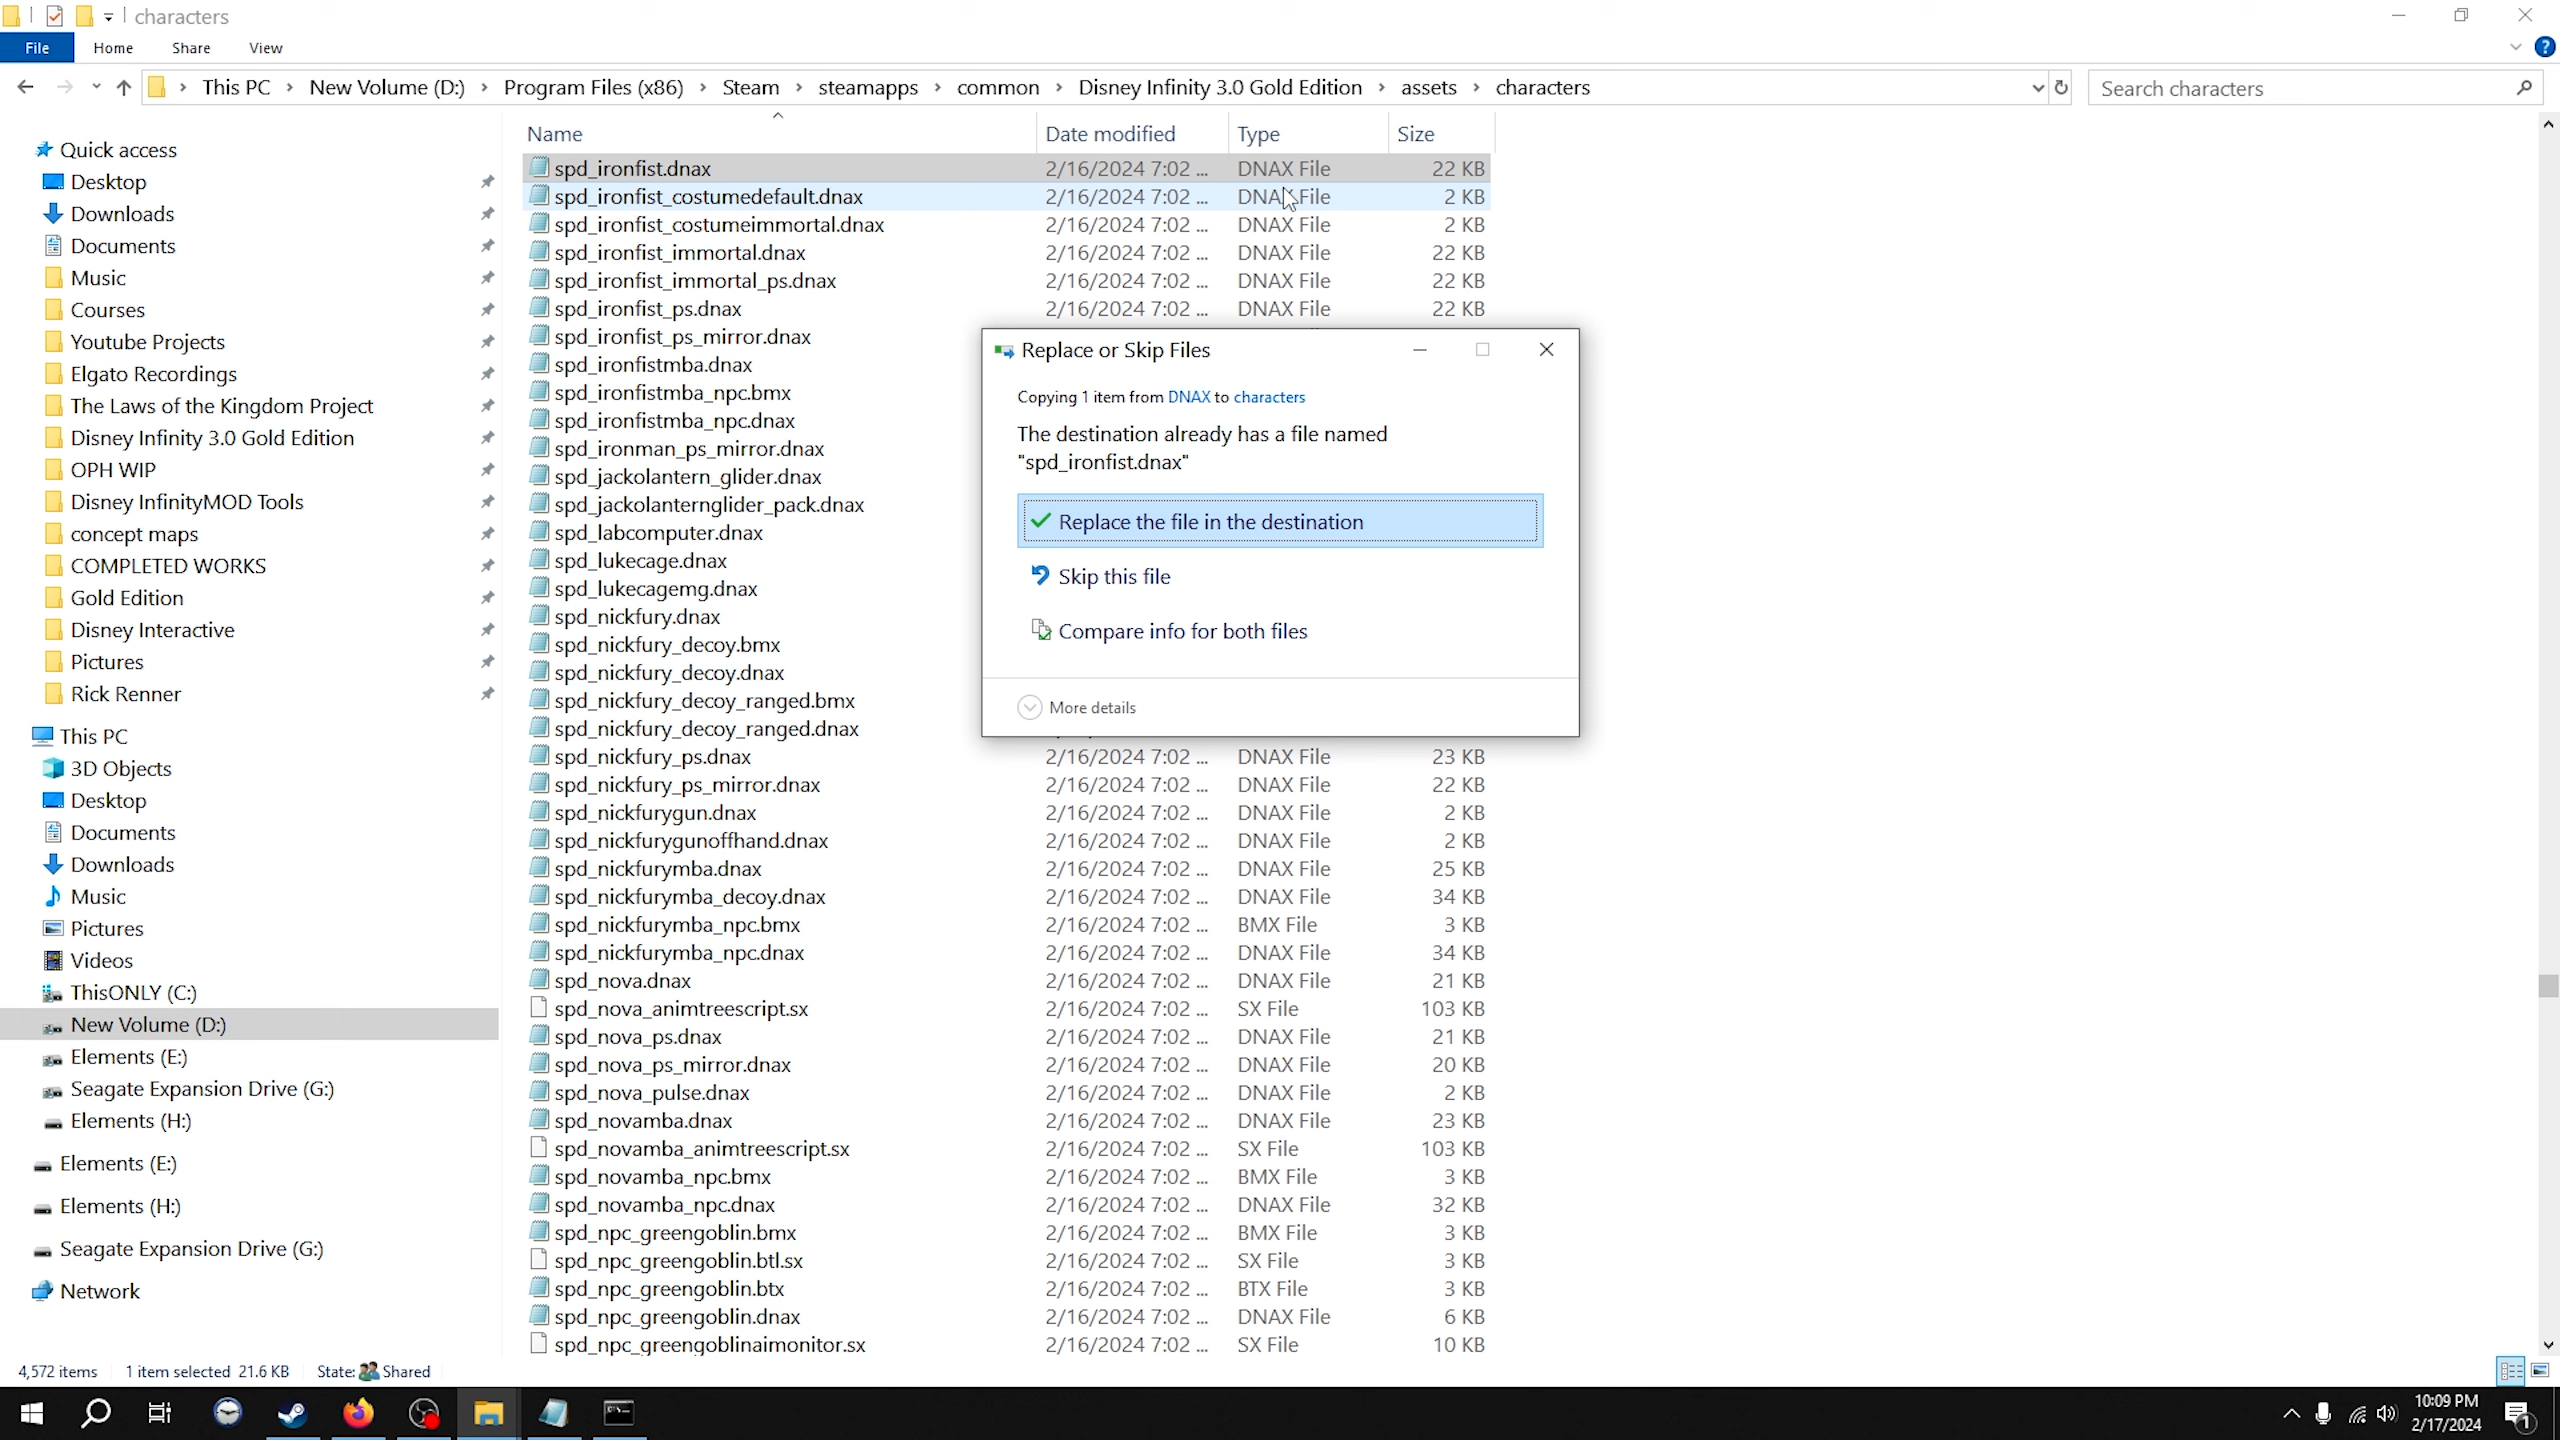 characters
File Home Share View
This PC New Volume (D:) Program Files (x86) Steam steamapps common Disney Infinity 3.0 Gold Edition assets characters
Search characters
Quick access
Desktop
Downloads
Documents
Music
Courses
Youtube Projects
Elgato Recordings
The Laws of the Kingdom Project
Disney Infinity 3.0 Gold Edition
OPH WIP
Disney InfinityMOD Tools
concept maps
COMPLETED WORKS
Gold Edition
Disney Interactive
Pictures
Rick Renner
This PC
3D Objects
Desktop
Documents
Downloads
Music
Pictures
Videos
ThisONLY (C:)
New Volume (D:)
Elements (E:)
Seagate Expansion Drive (G:)
Elements (H:)
Elements (E:)
Elements (H:)
Seagate Expansion Drive (G:)
Network
Name Date modified Type Size
spd_ironfist.dnax 2/16/2024 7:02 ... DNAX File 22 KB
spd_ironfist_costumedefault.dnax 2/16/2024 7:02 ... DNAX File 2 KB
spd_ironfist_costumeimmortal.dnax 2/16/2024 7:02 ... DNAX File 2 KB
spd_ironfist_immortal.dnax 2/16/2024 7:02 ... DNAX File 22 KB
spd_ironfist_immortal_ps.dnax 2/16/2024 7:02 ... DNAX File 22 KB
spd_ironfist_ps.dnax 2/16/2024 7:02 ... DNAX File 22 KB
spd_ironfist_ps_mirror.dnax
spd_ironfistmba.dnax
spd_ironfistmba_npc.bmx
spd_ironfistmba_npc.dnax
spd_ironman_ps_mirror.dnax
spd_jackolantern_glider.dnax
spd_jackolanternglider_pack.dnax
spd_labcomputer.dnax
spd_lukecage.dnax
spd_lukecagemg.dnax
spd_nickfury.dnax
spd_nickfury_decoy.bmx
spd_nickfury_decoy.dnax
spd_nickfury_decoy_ranged.bmx
spd_nickfury_decoy_ranged.dnax
spd_nickfury_ps.dnax 2/16/2024 7:02 ... DNAX File 23 KB
spd_nickfury_ps_mirror.dnax 2/16/2024 7:02 ... DNAX File 22 KB
spd_nickfurygun.dnax 2/16/2024 7:02 ... DNAX File 2 KB
spd_nickfurygunoffhand.dnax 2/16/2024 7:02 ... DNAX File 2 KB
spd_nickfurymba.dnax 2/16/2024 7:02 ... DNAX File 25 KB
spd_nickfurymba_decoy.dnax 2/16/2024 7:02 ... DNAX File 34 KB
spd_nickfurymba_npc.bmx 2/16/2024 7:02 ... BMX File 3 KB
spd_nickfurymba_npc.dnax 2/16/2024 7:02 ... DNAX File 34 KB
spd_nova.dnax 2/16/2024 7:02 ... DNAX File 21 KB
spd_nova_animtreescript.sx 2/16/2024 7:02 ... SX File 103 KB
spd_nova_ps.dnax 2/16/2024 7:02 ... DNAX File 21 KB
spd_nova_ps_mirror.dnax 2/16/2024 7:02 ... DNAX File 20 KB
spd_nova_pulse.dnax 2/16/2024 7:02 ... DNAX File 2 KB
spd_novamba.dnax 2/16/2024 7:02 ... DNAX File 23 KB
spd_novamba_animtreescript.sx 2/16/2024 7:02 ... SX File 103 KB
spd_novamba_npc.bmx 2/16/2024 7:02 ... BMX File 3 KB
spd_novamba_npc.dnax 2/16/2024 7:02 ... DNAX File 32 KB
spd_npc_greengoblin.bmx 2/16/2024 7:02 ... BMX File 3 KB
spd_npc_greengoblin.btl.sx 2/16/2024 7:02 ... SX File 3 KB
spd_npc_greengoblin.btx 2/16/2024 7:02 ... BTX File 3 KB
spd_npc_greengoblin.dnax 2/16/2024 7:02 ... DNAX File 6 KB
spd_npc_greengoblinaimonitor.sx 2/16/2024 7:02 ... SX File 10 KB
Replace or Skip Files
Copying 1 item from DNAX to characters
The destination already has a file named
"spd_ironfist.dnax"
Replace the file in the destination
Skip this file
Compare info for both files
More details
4,572 items 1 item selected 21.6 KB State: Shared
10:09 PM
2/17/2024
1